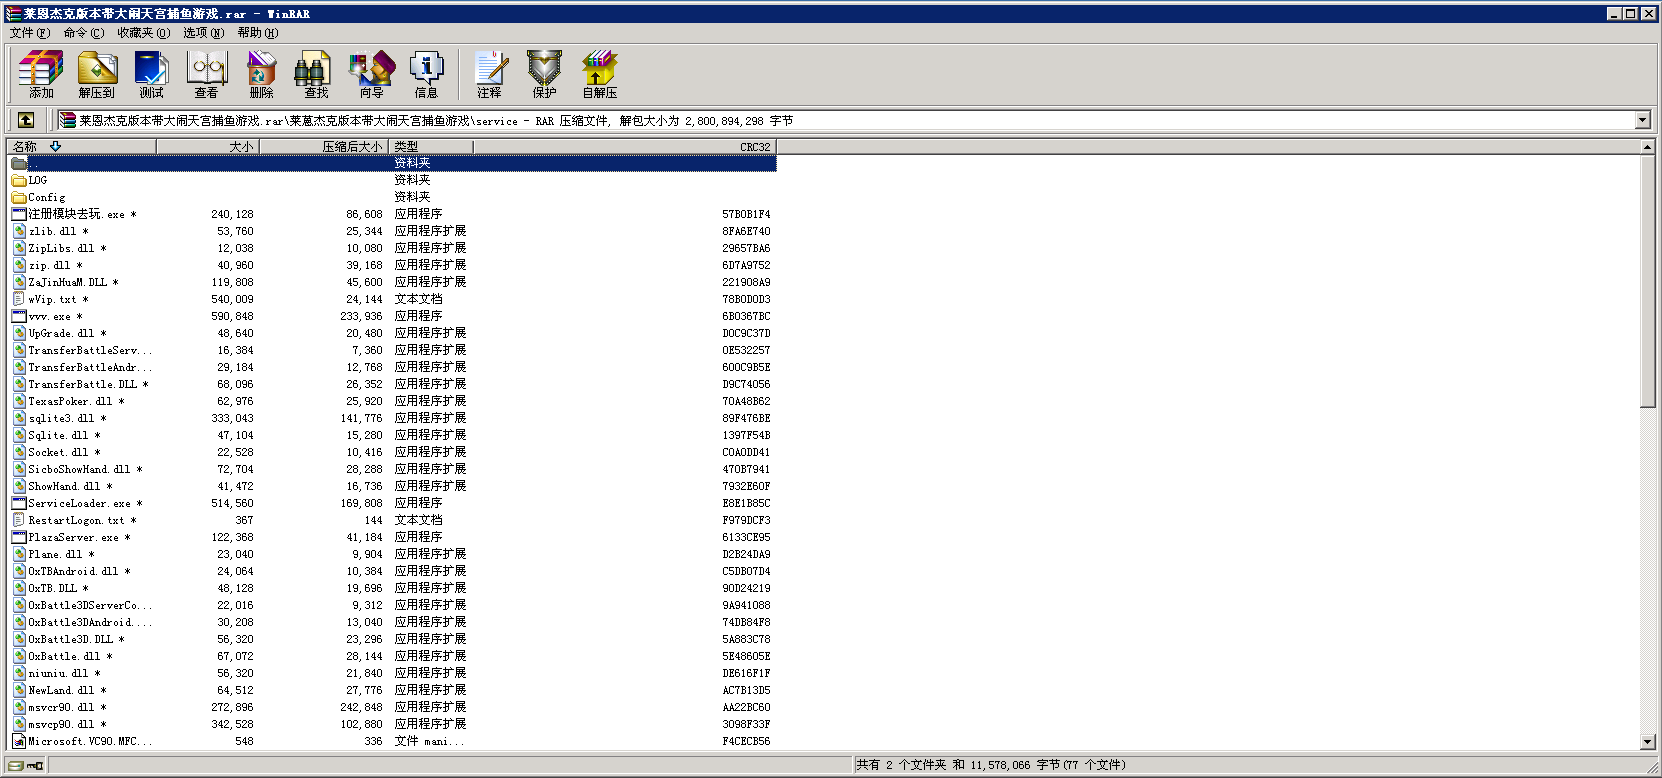 莱恩杰克版本带大闹天宫捕鱼游戏.rar - WinRAR
文件(F) 命令(C) 收藏夹(O) 选项(N) 帮助(H)
添加 解压到 测试 查看 删除 查找 向导 信息 注释 保护 自解压
莱恩杰克版本带大闹天宫捕鱼游戏.rar\莱蒽杰克版本带大闹天宫捕鱼游戏\service - RAR 压缩文件, 解包大小为 2,800,894,298 字节
名称 大小 压缩后大小 类型 CRC32
.. 资料夹
LOG 资料夹
Config 资料夹
注册模块去玩.exe * 240,128 86,608 应用程序 57B0B1F4
zlib.dll * 53,760 25,344 应用程序扩展 8FA6E740
ZipLibs.dll * 12,038 10,080 应用程序扩展 29657BA6
zip.dll * 40,960 39,168 应用程序扩展 6D7A9752
ZaJinHuaM.DLL * 119,808 45,600 应用程序扩展 221908A9
wVip.txt * 540,009 24,144 文本文档 78B0D0D3
vvv.exe * 590,848 233,936 应用程序 6B0367BC
UpGrade.dll * 48,640 20,480 应用程序扩展 D0C9C37D
TransferBattleServ... 16,384 7,360 应用程序扩展 0E532257
TransferBattleAndr... 29,184 12,768 应用程序扩展 600C9B5E
TransferBattle.DLL * 68,096 26,352 应用程序扩展 D9C74056
TexasPoker.dll * 62,976 25,920 应用程序扩展 70A48B62
sqlite3.dll * 333,043 141,776 应用程序扩展 89F476BE
Sqlite.dll * 47,104 15,280 应用程序扩展 1397F54B
Socket.dll * 22,528 10,416 应用程序扩展 C0A0DD41
SicboShowHand.dll * 72,704 28,288 应用程序扩展 470B7941
ShowHand.dll * 41,472 16,736 应用程序扩展 7932E60F
ServiceLoader.exe * 514,560 169,808 应用程序 E8E1B85C
RestartLogon.txt * 367 144 文本文档 F979DCF3
PlazaServer.exe * 122,368 41,184 应用程序 6133CE95
Plane.dll * 23,040 9,904 应用程序扩展 D2B24DA9
OxTBAndroid.dll * 24,064 10,384 应用程序扩展 C5DB07D4
OxTB.DLL * 48,128 19,696 应用程序扩展 90D24219
OxBattle3DServerCo... 22,016 9,312 应用程序扩展 9A941088
OxBattle3DAndroid.... 30,208 13,040 应用程序扩展 74DB84F8
OxBattle3D.DLL * 56,320 23,296 应用程序扩展 5A883C78
OxBattle.dll * 67,072 28,144 应用程序扩展 5E48605E
niuniu.dll * 56,320 21,840 应用程序扩展 DE616F1F
NewLand.dll * 64,512 27,776 应用程序扩展 AC7B13D5
msvcr90.dll * 272,896 242,848 应用程序扩展 AA22BC60
msvcp90.dll * 342,528 102,880 应用程序扩展 3098F33F
Microsoft.VC90.MFC... 548 336 文件 mani... F4CECB56
共有 2 个文件夹 和 11,578,066 字节(77 个文件)